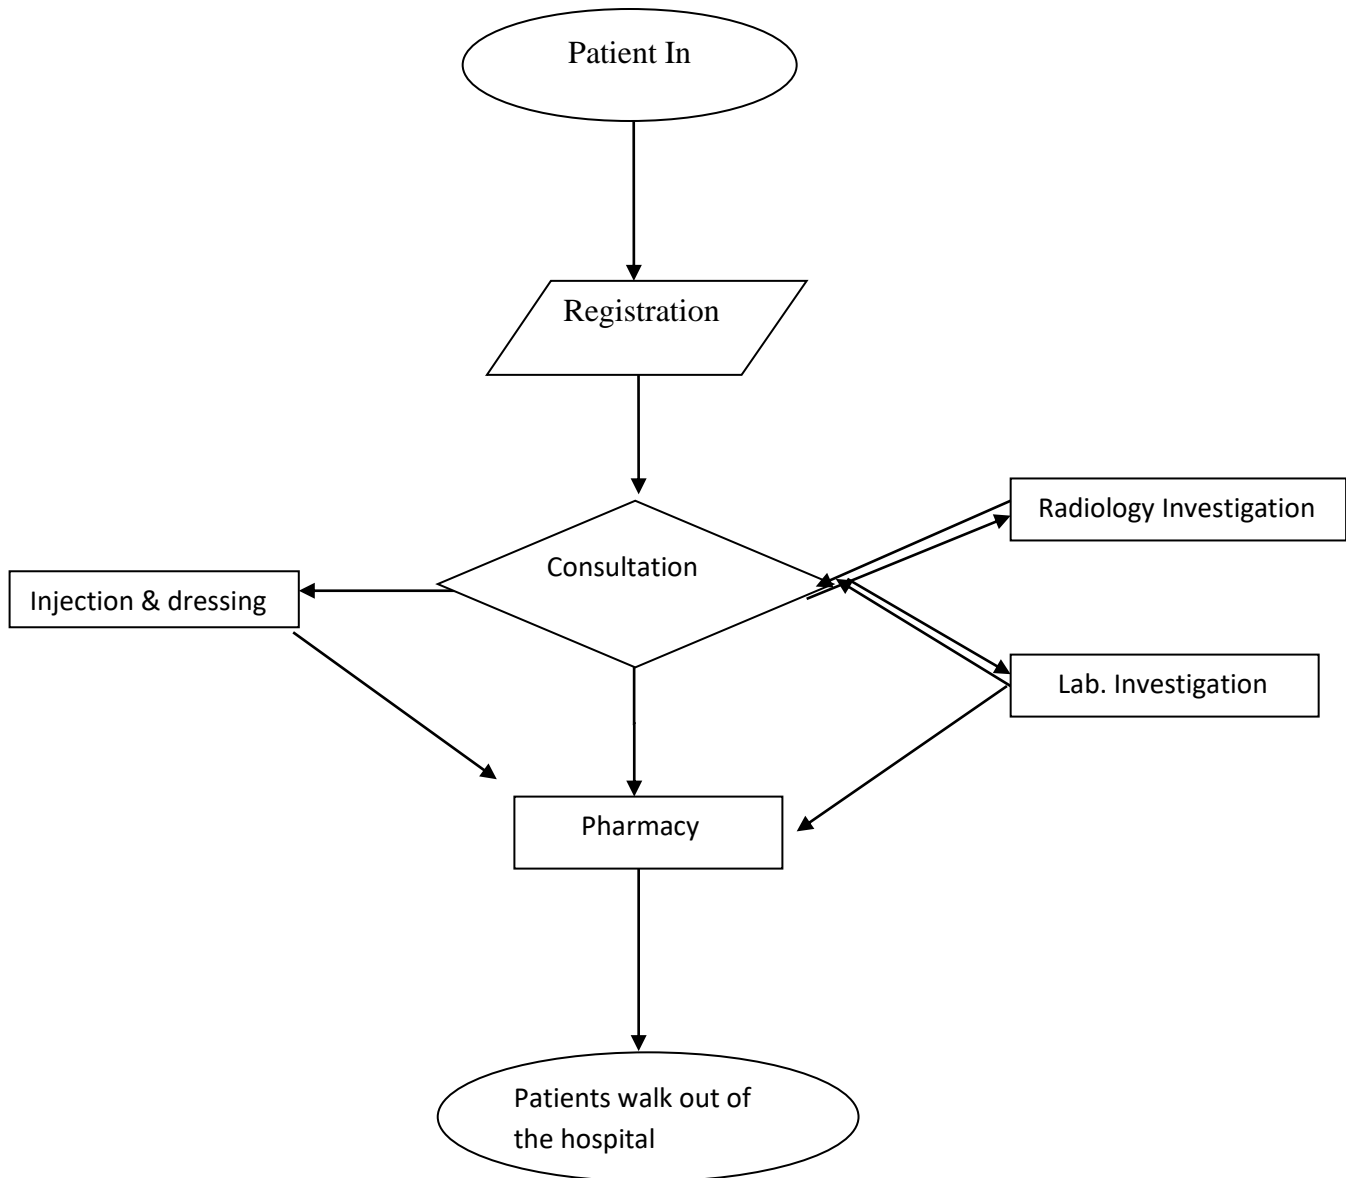 Patient In
Registration
Radiology Investigation
Consultation
Injection & dressing
Lab. Investigation
Pharmacy
Patients walk out of
the hospital